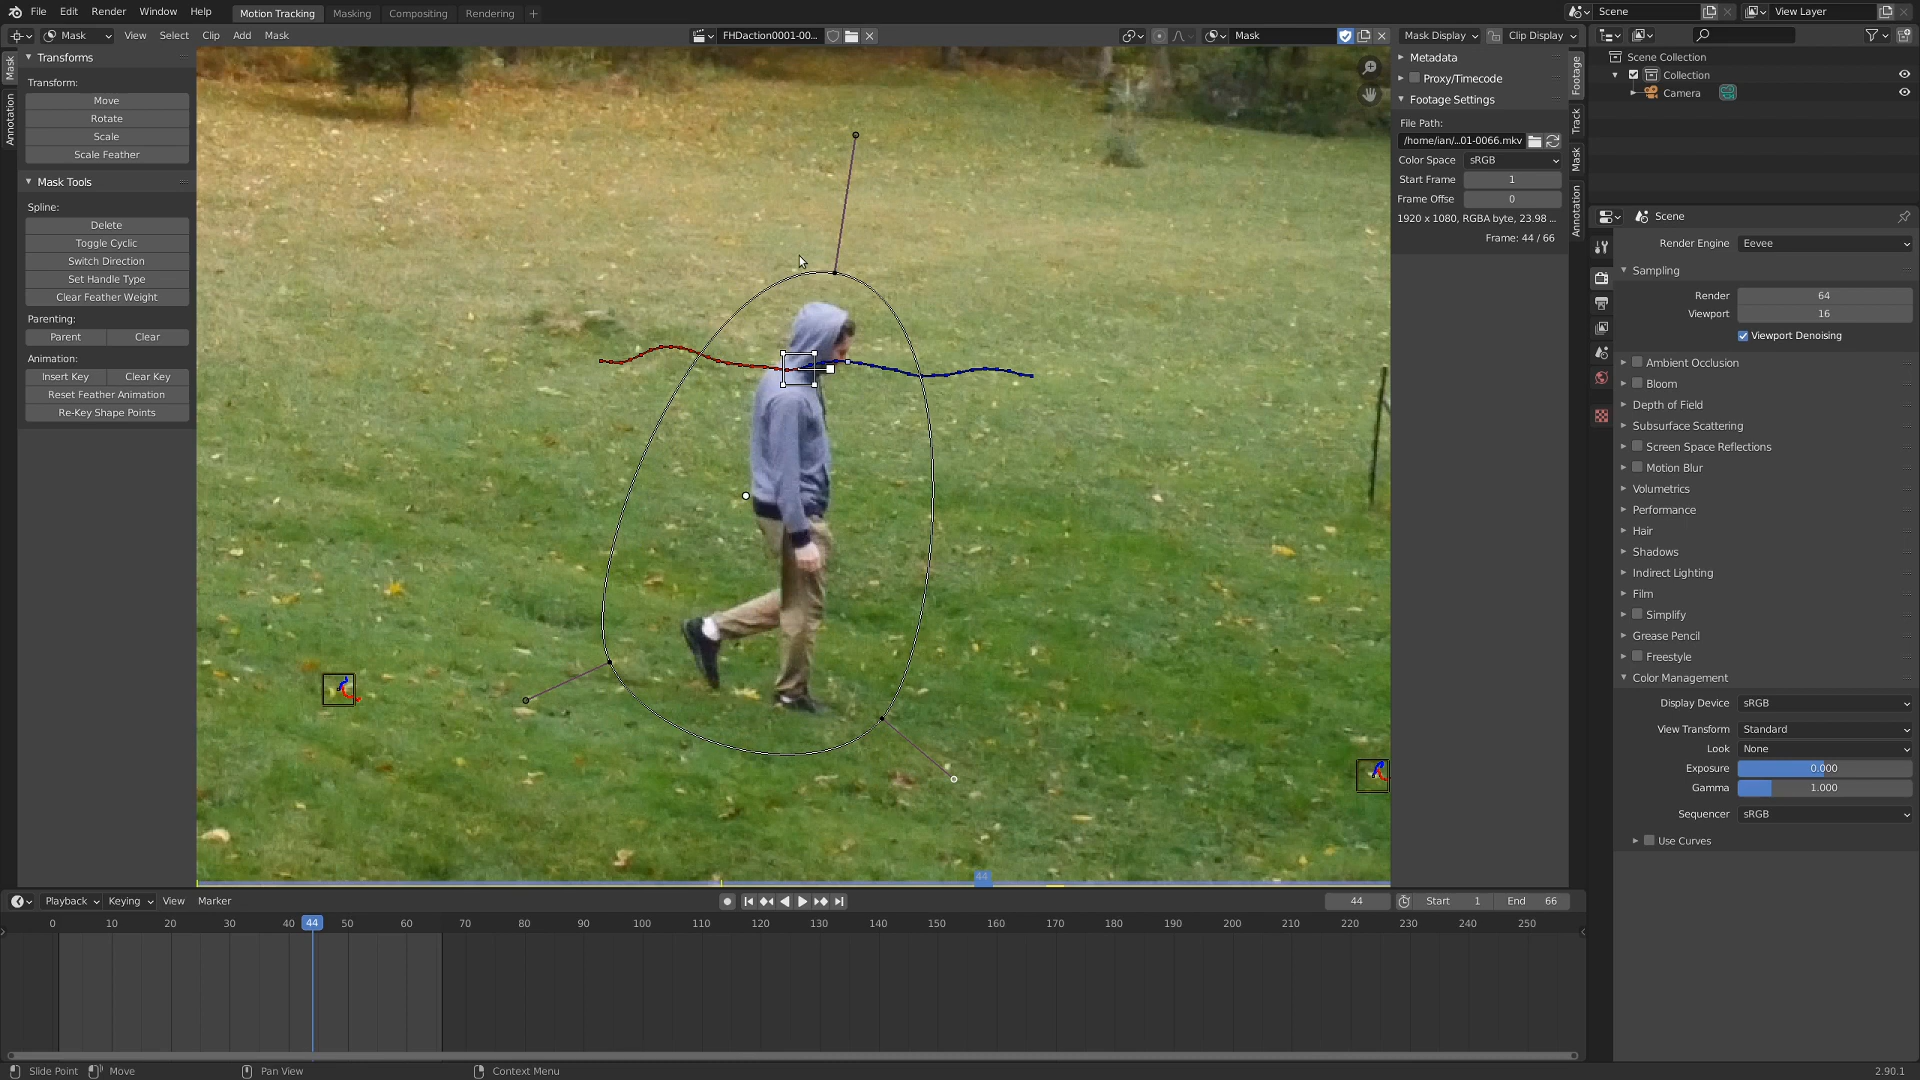 File Edit Render Window Help Motion Tracking Masking Compositing Rendering + Scene View Layer
Mask View Select Clip Add Mask FHDaction0001-00... Mask Mask Display Clip Display
Transforms
Transform:
Move
Rotate
Scale
Scale Feather
Mask Tools
Spline:
Delete
Toggle Cyclic
Switch Direction
Set Handle Type
Clear Feather Weight
Parenting:
Parent Clear
Animation:
Insert Key Clear Key
Reset Feather Animation
Re-Key Shape Points
Mask
Annotation
Metadata
Proxy/Timecode
Footage Settings
File Path:
/home/ian/...01-0066.mkv
Color Space sRGB
Start Frame 1
Frame Offse 0
1920 x 1080, RGBA byte, 23.98 ...
Frame: 44 / 66
Footage
Track
Mask
Annotation
Scene Collection
Collection
Camera
Scene
Render Engine Eevee
Sampling
Render 64
Viewport 16
Viewport Denoising
Ambient Occlusion
Bloom
Depth of Field
Subsurface Scattering
Screen Space Reflections
Motion Blur
Volumetrics
Performance
Hair
Shadows
Indirect Lighting
Film
Simplify
Grease Pencil
Freestyle
Color Management
Display Device sRGB
View Transform Standard
Look None
Exposure 0.000
Gamma 1.000
Sequencer sRGB
Use Curves
44
Playback Keying View Marker 44 Start 1 End 66
0 10 20 30 40 44 50 60 70 80 90 100 110 120 130 140 150 160 170 180 190 200 210 220 230 240 250
Slide Point Move Pan View Context Menu 2.90.1